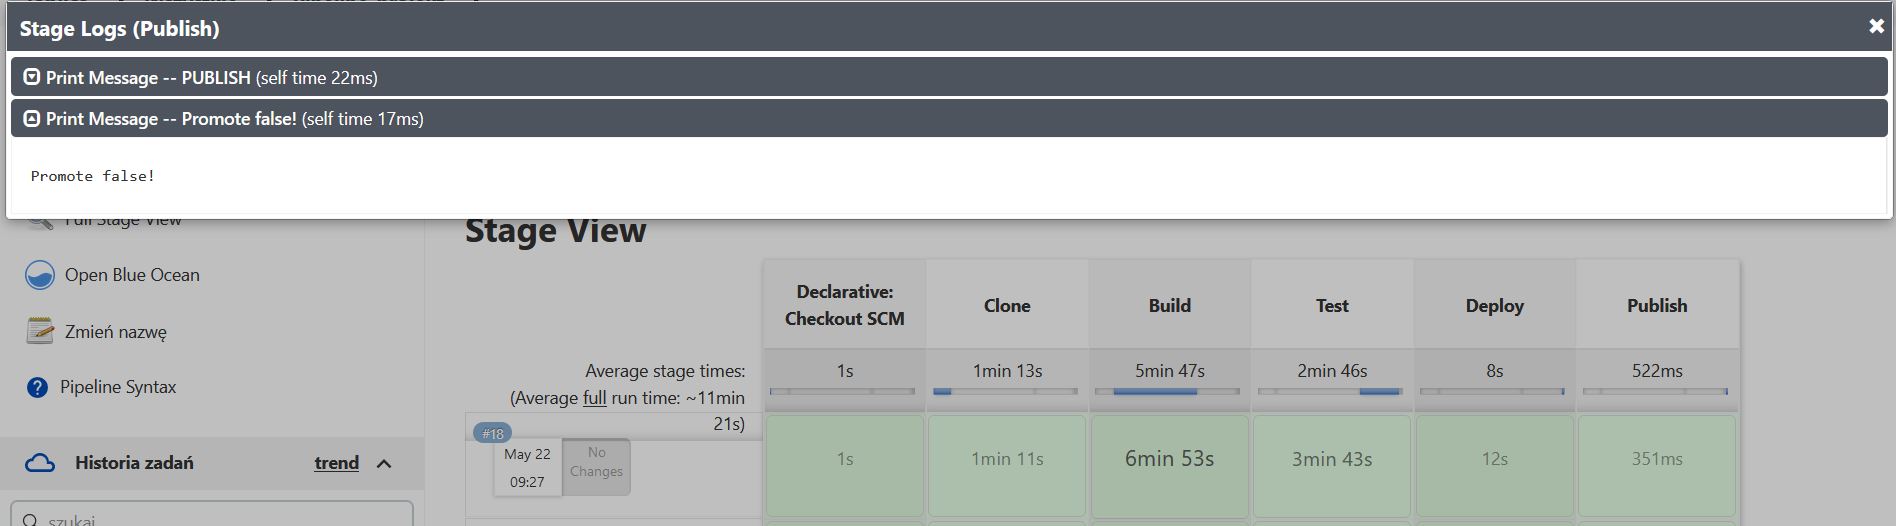 Stage Logs (Publish)
Print Message -- PUBLISH (self time 22ms)
Print Message -- Promote false! (self time 17ms)
Promote false!
Full Stage View
Open Blue Ocean
Zmień nazwę
Pipeline Syntax
Historia zadań trend
szukaj
Stage View
Declarative:
Checkout SCM
Clone
Build
Test
Deploy
Publish
Average stage times:
(Average full run time: ~11min
21s)
1s
1min 13s
5min 47s
2min 46s
8s
522ms
#18
May 22
09:27
No
Changes
1s
1min 11s
6min 53s
3min 43s
12s
351ms